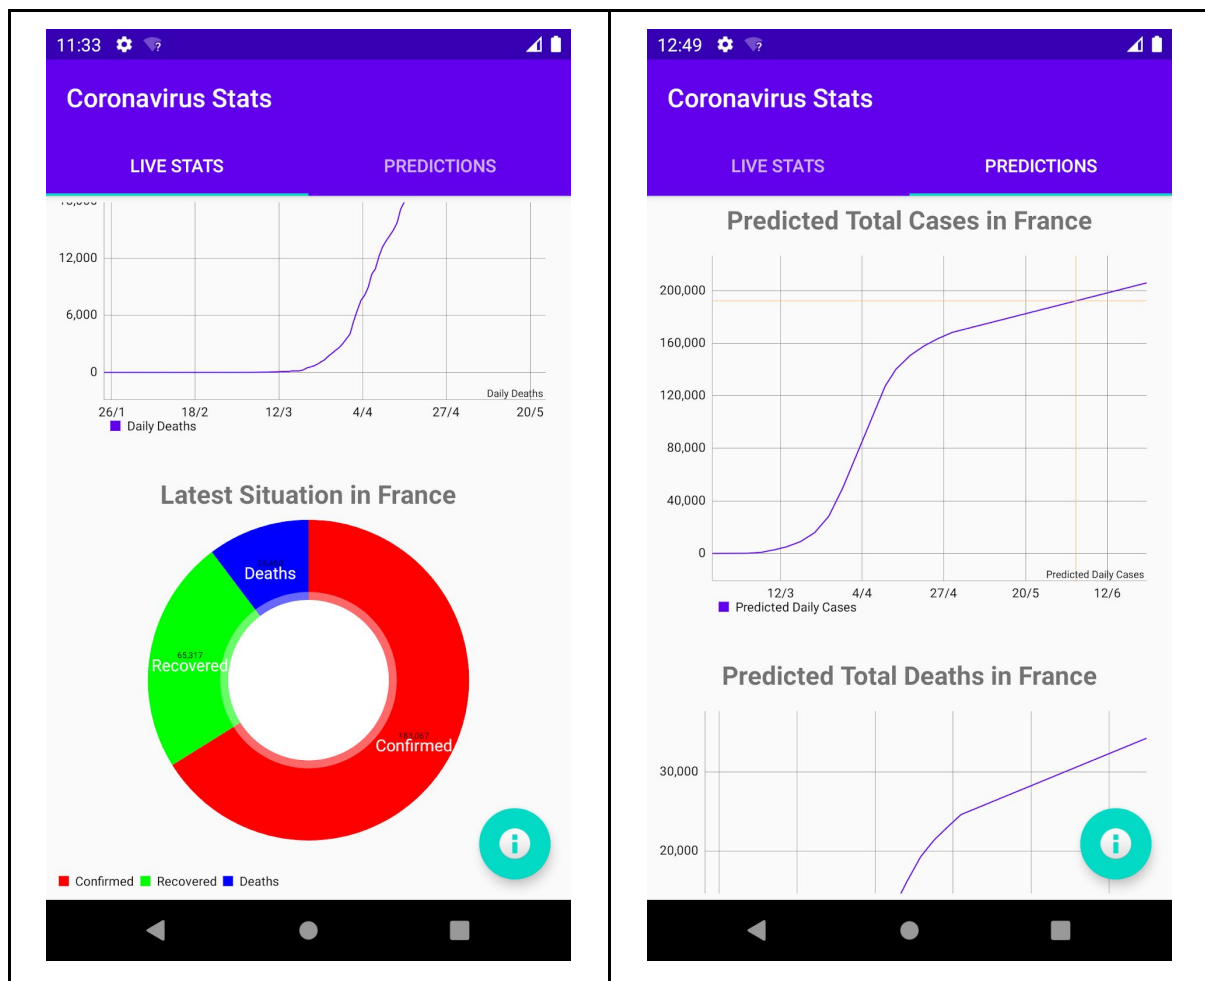 11:33
Coronavirus Stats
LIVE STATS PREDICTIONS
12,000
6,000
0
Daily Deaths
26/1 18/2 12/3 4/4 27/4 20/5
Daily Deaths
Latest Situation in France
Deaths
65,317
Recovered
Confirmed
Confirmed Recovered Deaths
12:49
Coronavirus Stats
LIVE STATS PREDICTIONS
Predicted Total Cases in France
200,000
160,000
120,000
80,000
40,000
0
Predicted Daily Cases
12/3 4/4 27/4 20/5 12/6
Predicted Daily Cases
Predicted Total Deaths in France
30,000
20,000